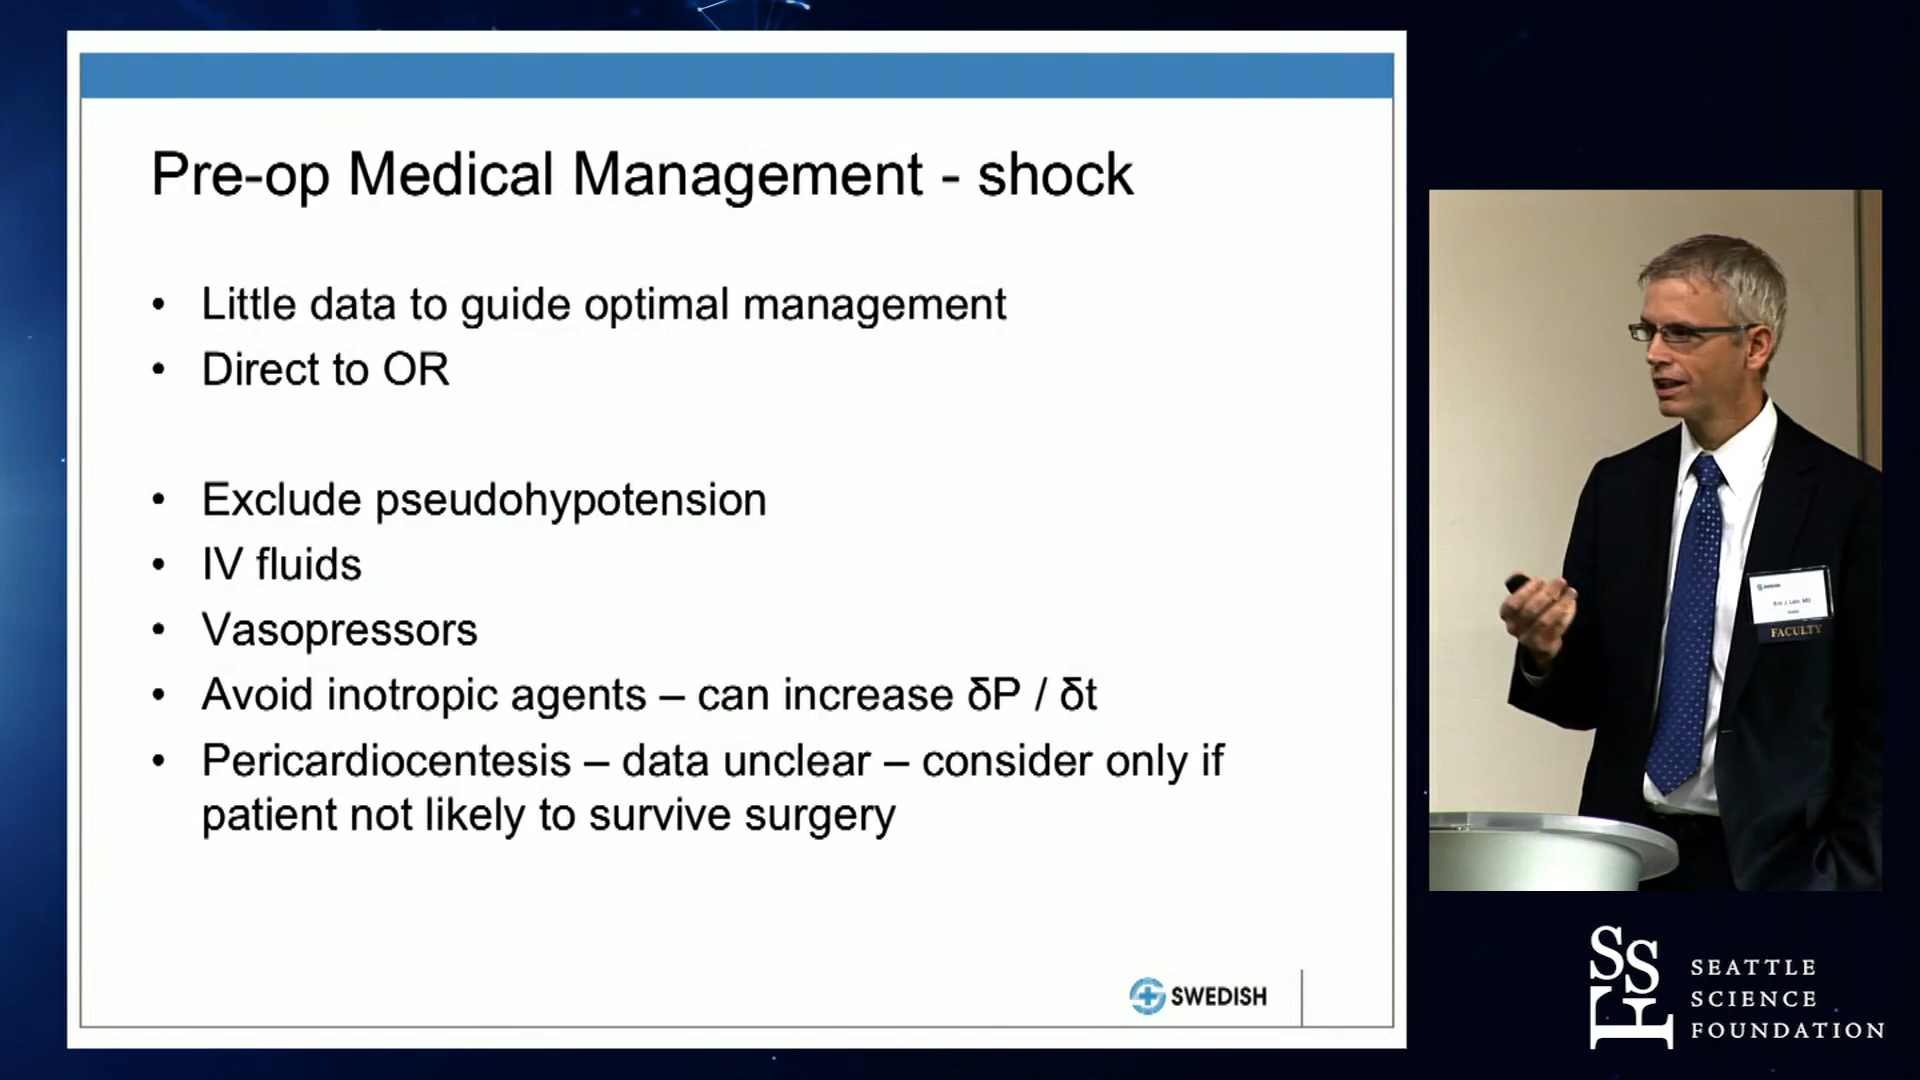 Pre-op Medical Management - shock
• Little data to guide optimal management
• Direct to OR
• Exclude pseudohypotension
• IV fluids
• Vasopressors
• Avoid inotropic agents – can increase δP / δt
• Pericardiocentesis – data unclear – consider only if
patient not likely to survive surgery
SWEDISH
FACULTY
SSF
SEATTLE
SCIENCE
FOUNDATION